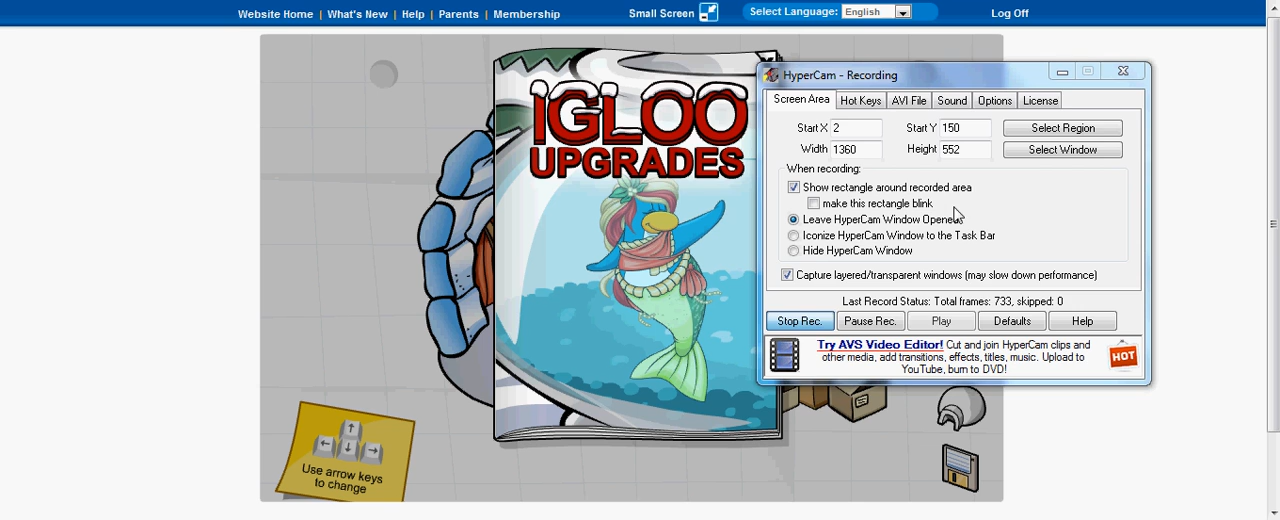 Website Home | What's New | Help | Parents | Membership
Small Screen
Select Language: English
Log Off
IGLOO
UPGRADES
Use arrow keys
to change
HyperCam - Recording
Screen Area Hot Keys AVI File Sound Options License
Start X 2 Start Y 150 Select Region
Width 1360 Height 552 Select Window
When recording:
Show rectangle around recorded area
make this rectangle blink
Leave HyperCam Window Opened
Iconize HyperCam Window to the Task Bar
Hide HyperCam Window
Capture layered/transparent windows (may slow down performance)
Last Record Status: Total frames: 733, skipped: 0
Stop Rec. Pause Rec. Play Defaults Help
Try AVS Video Editor! Cut and join HyperCam clips and
other media, add transitions, effects, titles, music. Upload to
YouTube, burn to DVD!
HOT